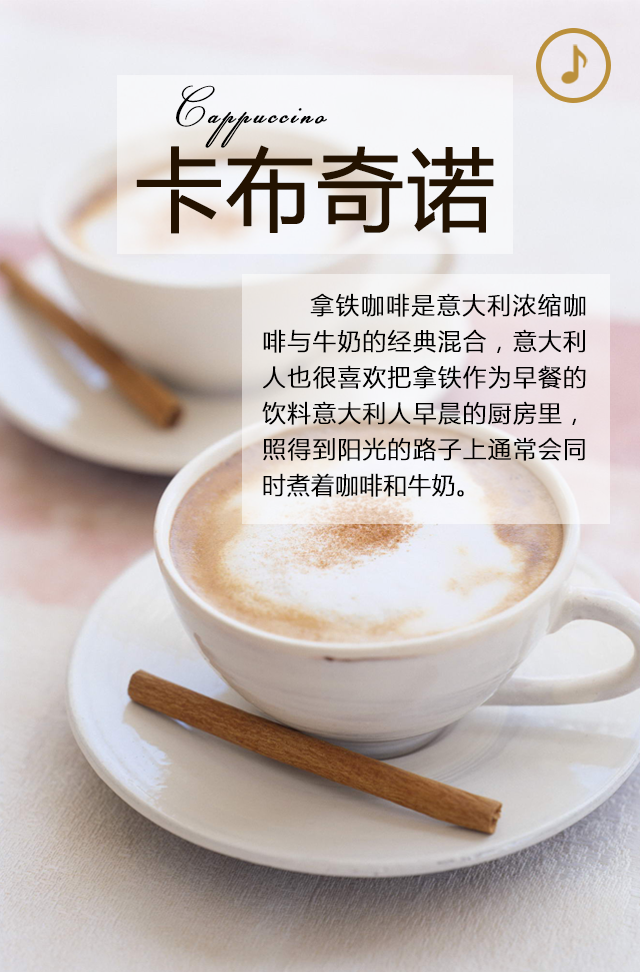 Cappuccino
卡布奇诺
拿铁咖啡是意大利浓缩咖
啡与牛奶的经典混合，意大利
人也很喜欢把拿铁作为早餐的
饮料意大利人早晨的厨房里，
照得到阳光的路子上通常会同
时煮着咖啡和牛奶。